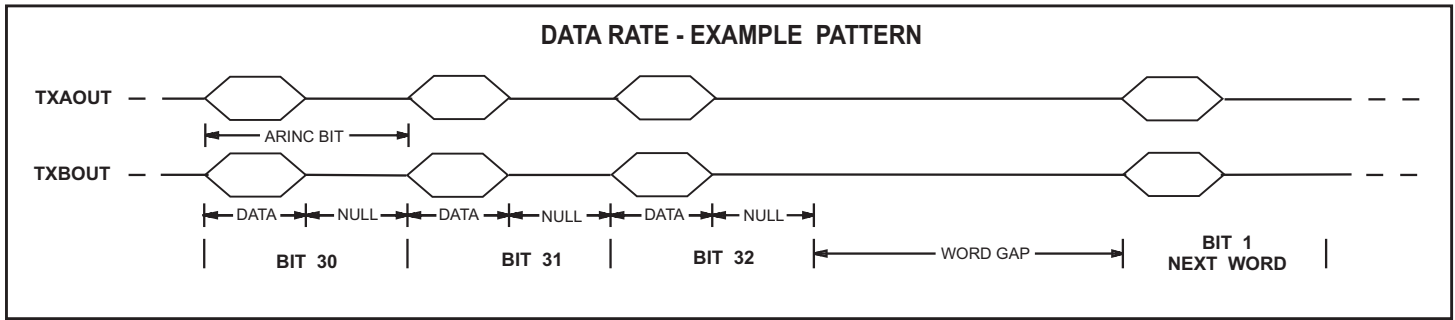 DATA RATE - EXAMPLE PATTERN
TXAOUT
ARINC BIT
TXBOUT
DATA NULL DATA NULL DATA NULL
BIT 30 BIT 31 BIT 32 WORD GAP BIT 1
NEXT WORD